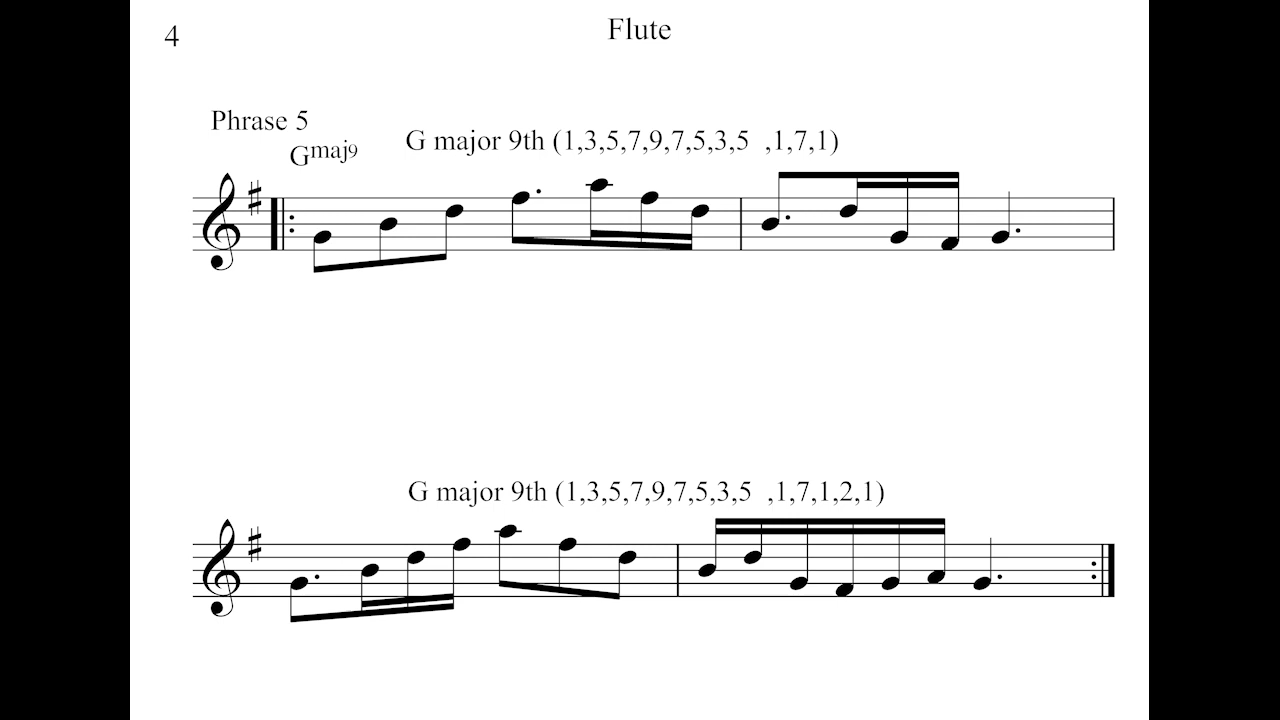 4
Flute
Phrase 5
Gmaj9
G major 9th (1,3,5,7,9,7,5,3,5 ,1,7,1)
G major 9th (1,3,5,7,9,7,5,3,5 ,1,7,1,2,1)